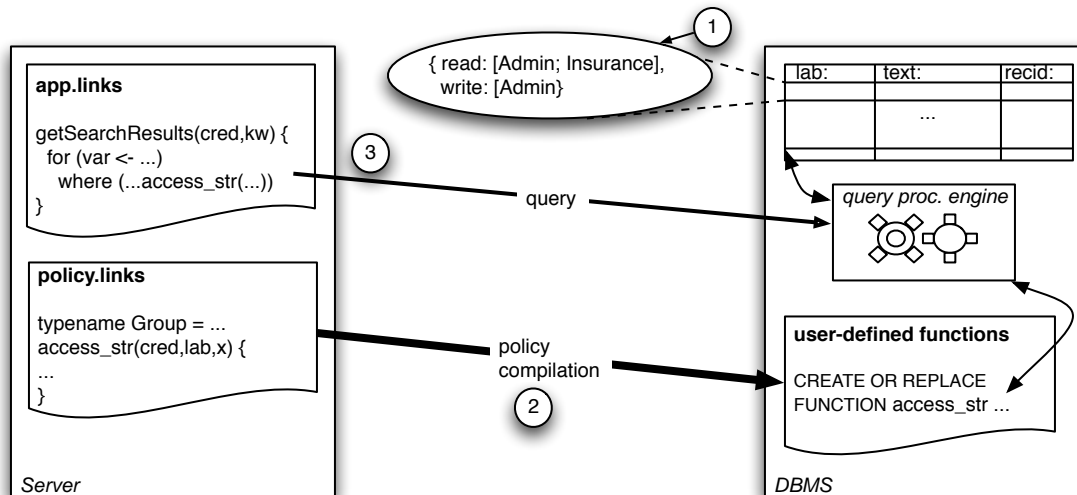 1
{ read: [Admin; Insurance],
write: [Admin}
app.links
getSearchResults(cred,kw) {
for (var <- ...)
where (...access_str(...))
}
3
query
lab: text: recid:
...
query proc. engine
policy.links
typename Group = ...
access_str(cred,lab,x) {
...
}
policy
compilation
2
user-defined functions
CREATE OR REPLACE
FUNCTION access_str ...
Server
DBMS